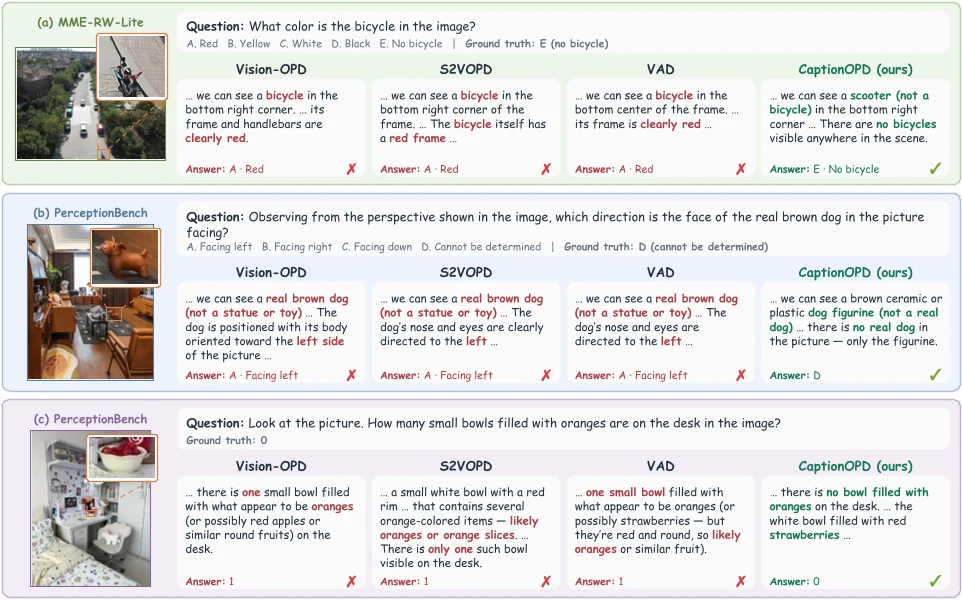 (a) MME-RW-Lite
Question: What color is the bicycle in the image?
A. Red B. Yellow C. White D. Black E. No bicycle | Ground truth: E (no bicycle)
Vision-OPD
... we can see a bicycle in the
bottom right corner. ... its
frame and handlebars are
clearly red.
Answer: A · Red ✗
S2VOPD
... we can see a bicycle in the
bottom right corner of the
frame. ... The bicycle itself has
a red frame ...
Answer: A · Red ✗
VAD
... we can see a bicycle in the
bottom center of the frame. ...
its frame is clearly red ...
Answer: A · Red ✗
CaptionOPD (ours)
... we can see a scooter (not a
bicycle) in the bottom right
corner ... There are no bicycles
visible anywhere in the scene.
Answer: E · No bicycle ✓
(b) PerceptionBench
Question: Observing from the perspective shown in the image, which direction is the face of the real brown dog in the picture
facing?
A. Facing left B. Facing right C. Facing down D. Cannot be determined | Ground truth: D (cannot be determined)
Vision-OPD
... we can see a real brown dog
(not a statue or toy) ... The
dog is positioned with its body
oriented toward the left side
of the picture ...
Answer: A · Facing left ✗
S2VOPD
... we can see a real brown dog
(not a statue or toy) ... The
dog's nose and eyes are clearly
directed to the left ...
Answer: A · Facing left ✗
VAD
... we can see a real brown dog
(not a statue or toy) ... The
dog's nose and eyes are
directed to the left ...
Answer: A · Facing left ✗
CaptionOPD (ours)
... we can see a brown ceramic or
plastic dog figurine (not a real
dog) ... there is no real dog in
the picture — only the figurine.
Answer: D ✓
(c) PerceptionBench
Question: Look at the picture. How many small bowls filled with oranges are on the desk in the image?
Ground truth: 0
Vision-OPD
... there is one small bowl filled
with what appear to be oranges
(or possibly red apples or
similar round fruits) on the
desk.
Answer: 1 ✗
S2VOPD
... a small white bowl with a red
rim ... that contains several
orange-colored items — likely
oranges or orange slices. ...
There is only one such bowl
visible on the desk.
Answer: 1 ✗
VAD
... one small bowl filled with
what appear to be oranges (or
possibly strawberries — but
they're red and round, so likely
oranges or similar fruit).
Answer: 1 ✗
CaptionOPD (ours)
... there is no bowl filled with
oranges on the desk. ... the
white bowl filled with red
strawberries ...
Answer: 0 ✓